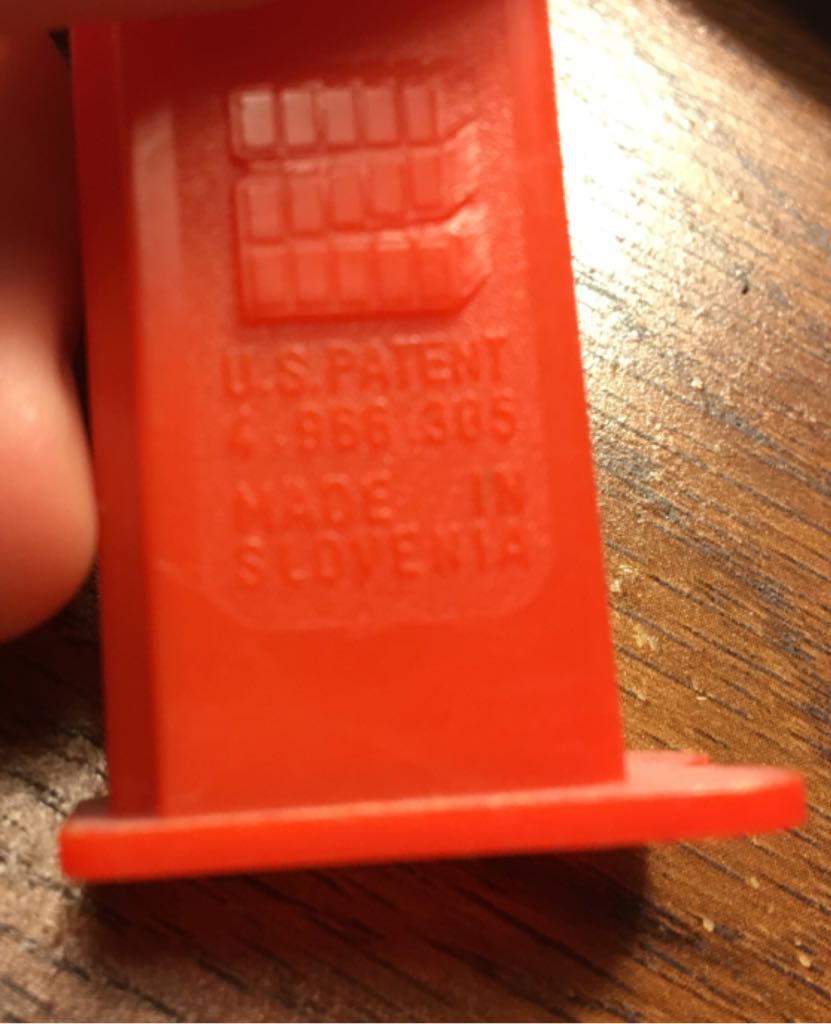 U.S. PATENT
4.966.305
MADE IN
SLOVENIA